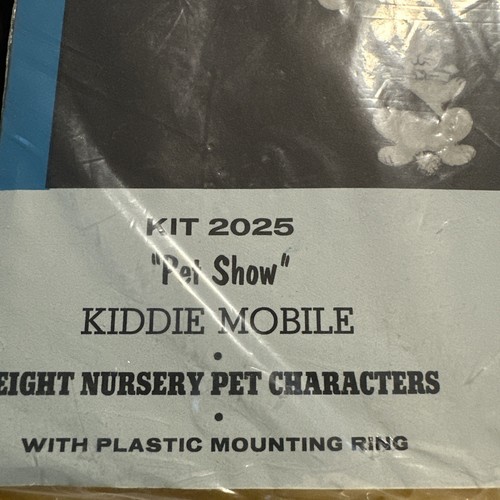 KIT 2025
"Pet Show"
KIDDIE MOBILE
•
EIGHT NURSERY PET CHARACTERS
•
WITH PLASTIC MOUNTING RING